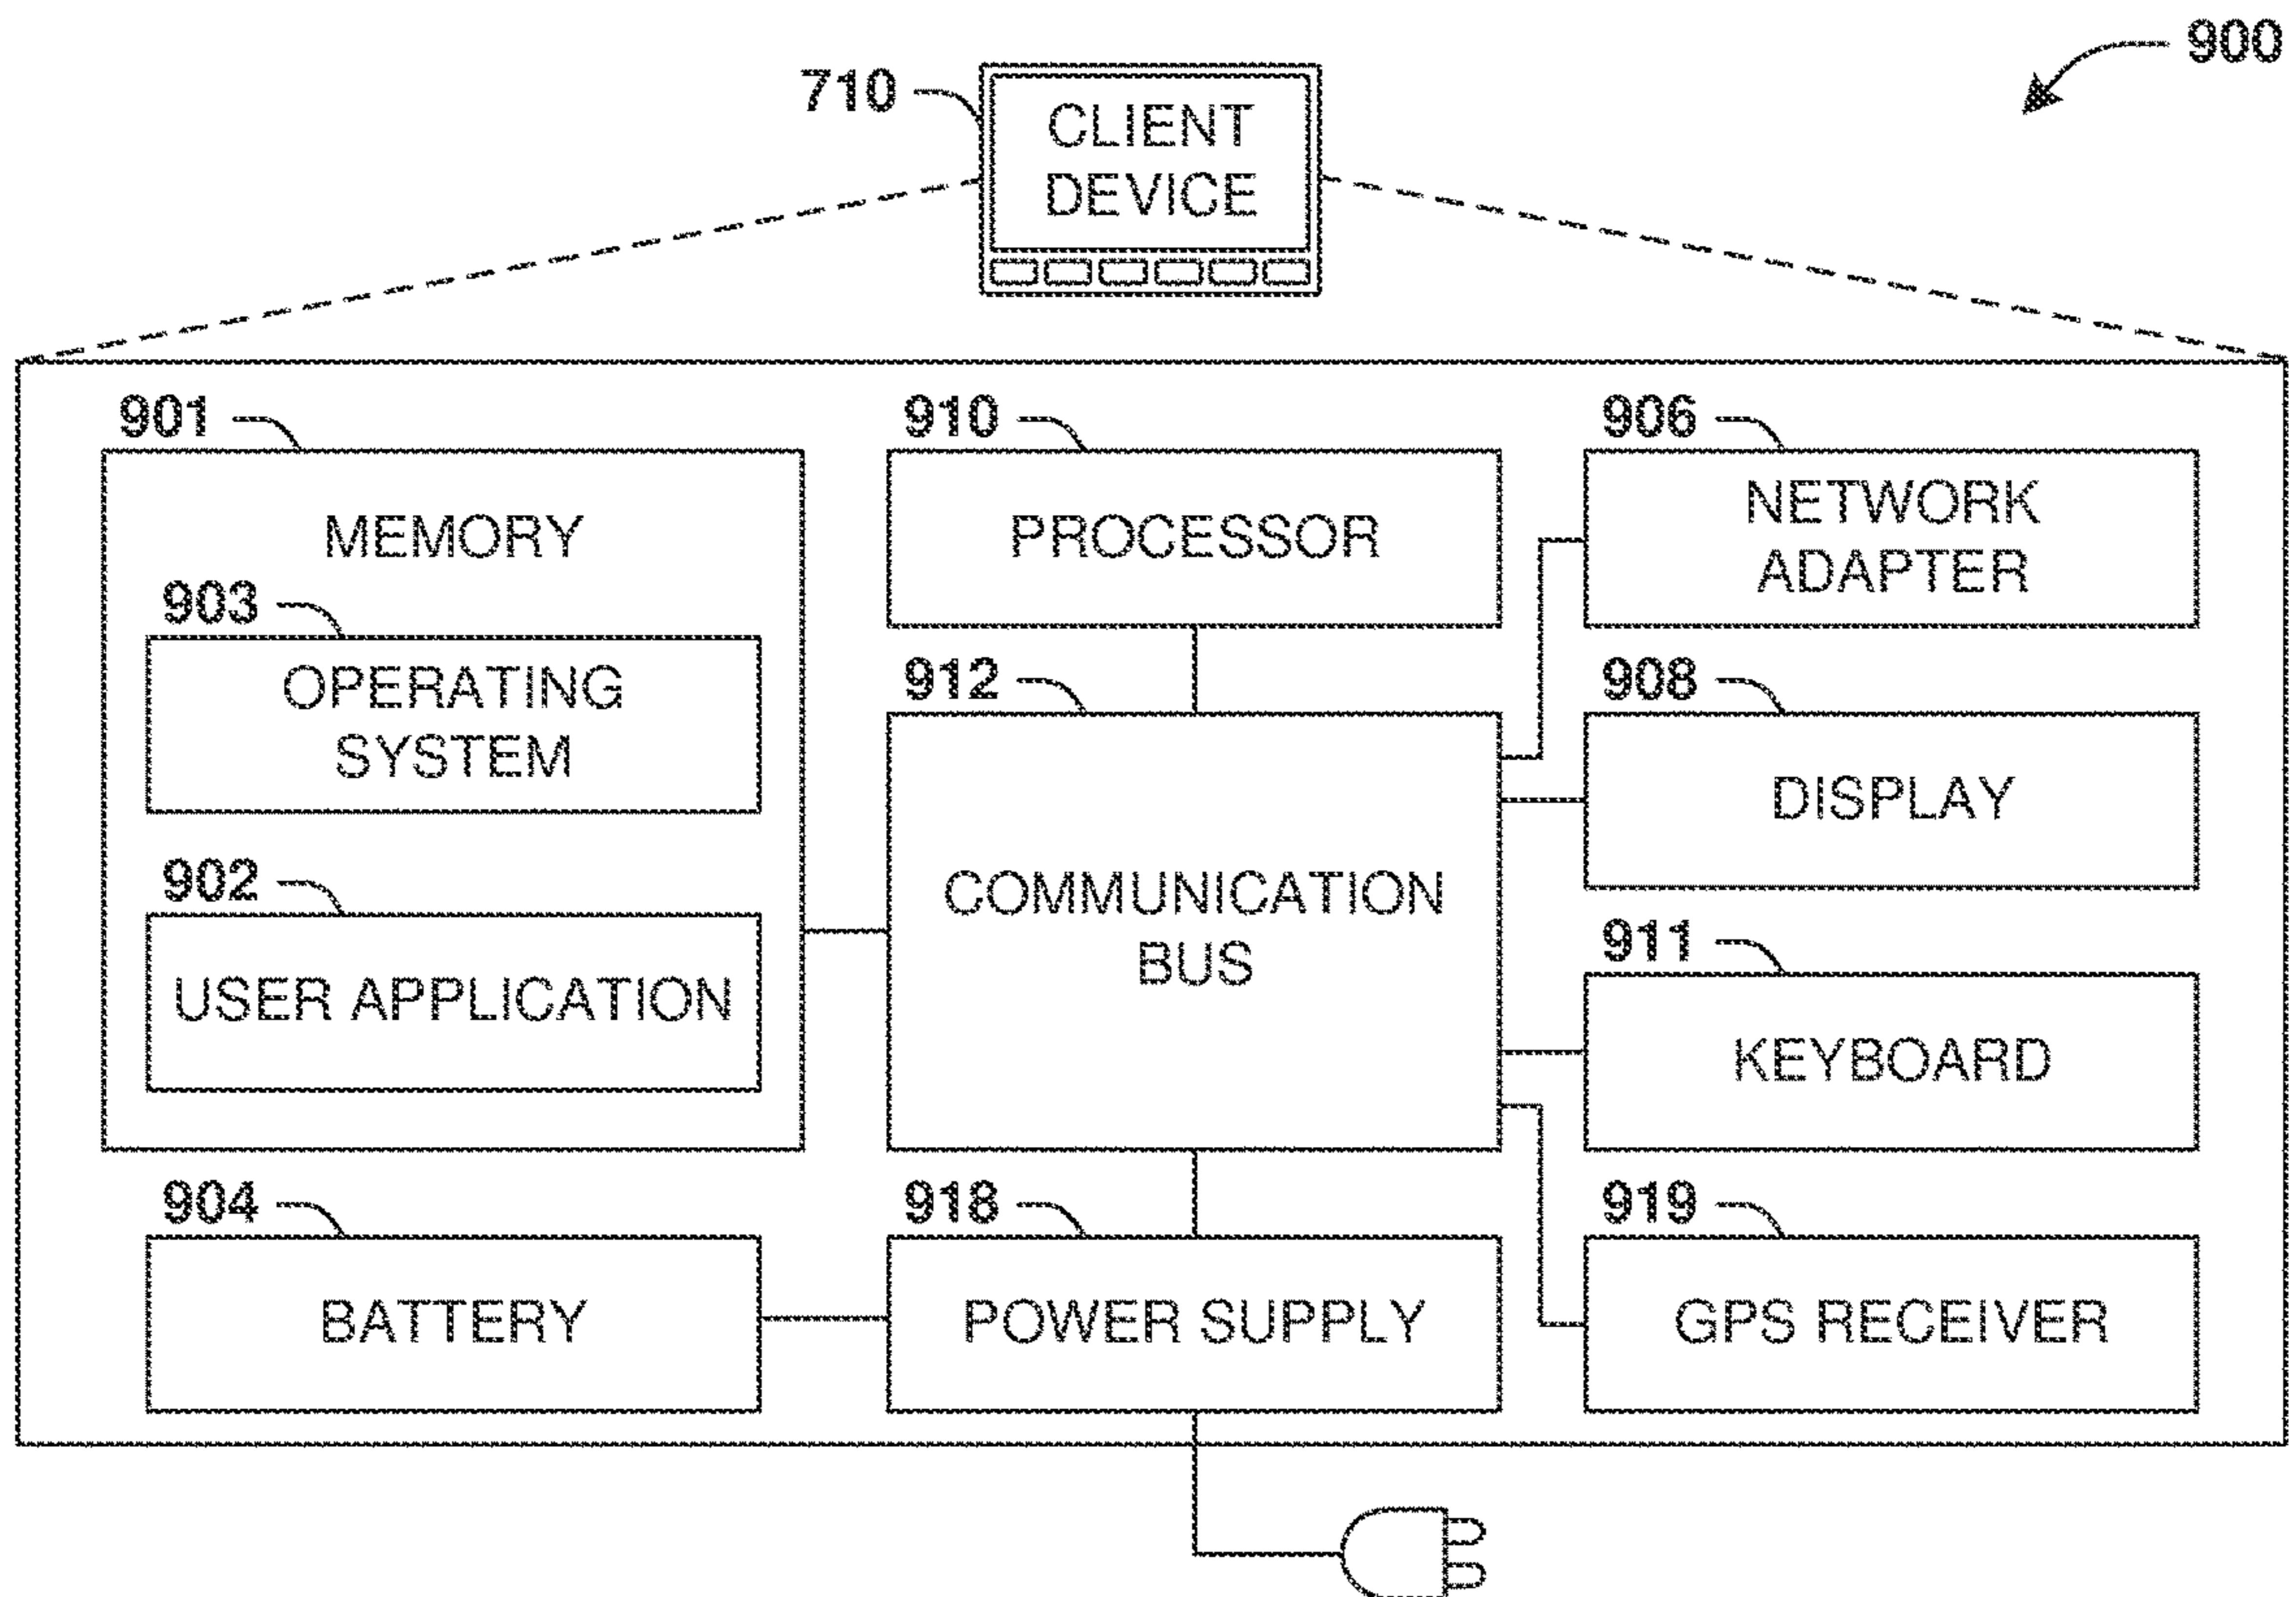 900
710
CLIENT
DEVICE
901
MEMORY
903
OPERATING
SYSTEM
902
USER APPLICATION
904
BATTERY
910
PROCESSOR
912
COMMUNICATION
BUS
918
POWER SUPPLY
906
NETWORK
ADAPTER
908
DISPLAY
911
KEYBOARD
919
GPS RECEIVER